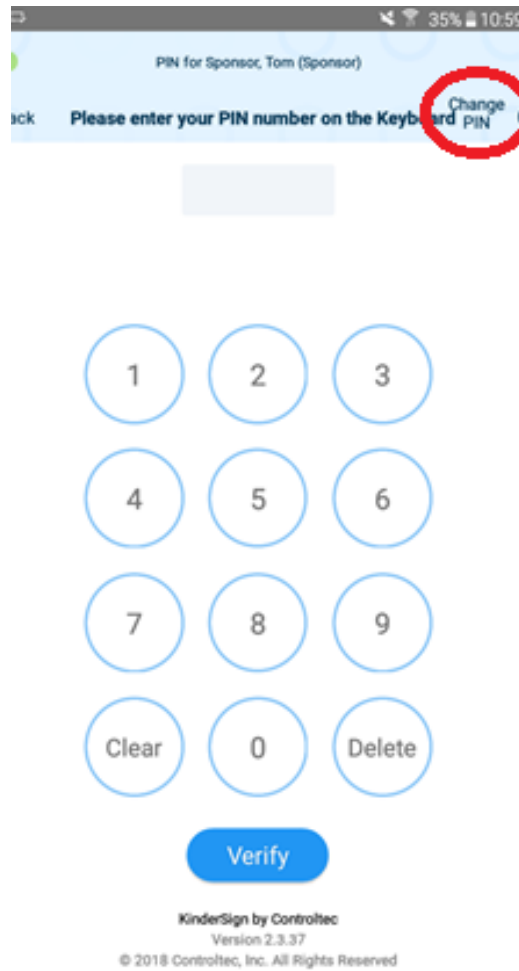 35% 10:59
PIN for Sponsor, Tom (Sponsor)
Please enter your PIN number on the Keyboard
Change
PIN
1 2 3
4 5 6
7 8 9
Clear 0 Delete
Verify
KinderSign by Controltec
Version 2.3.37
© 2018 Controltec, Inc. All Rights Reserved